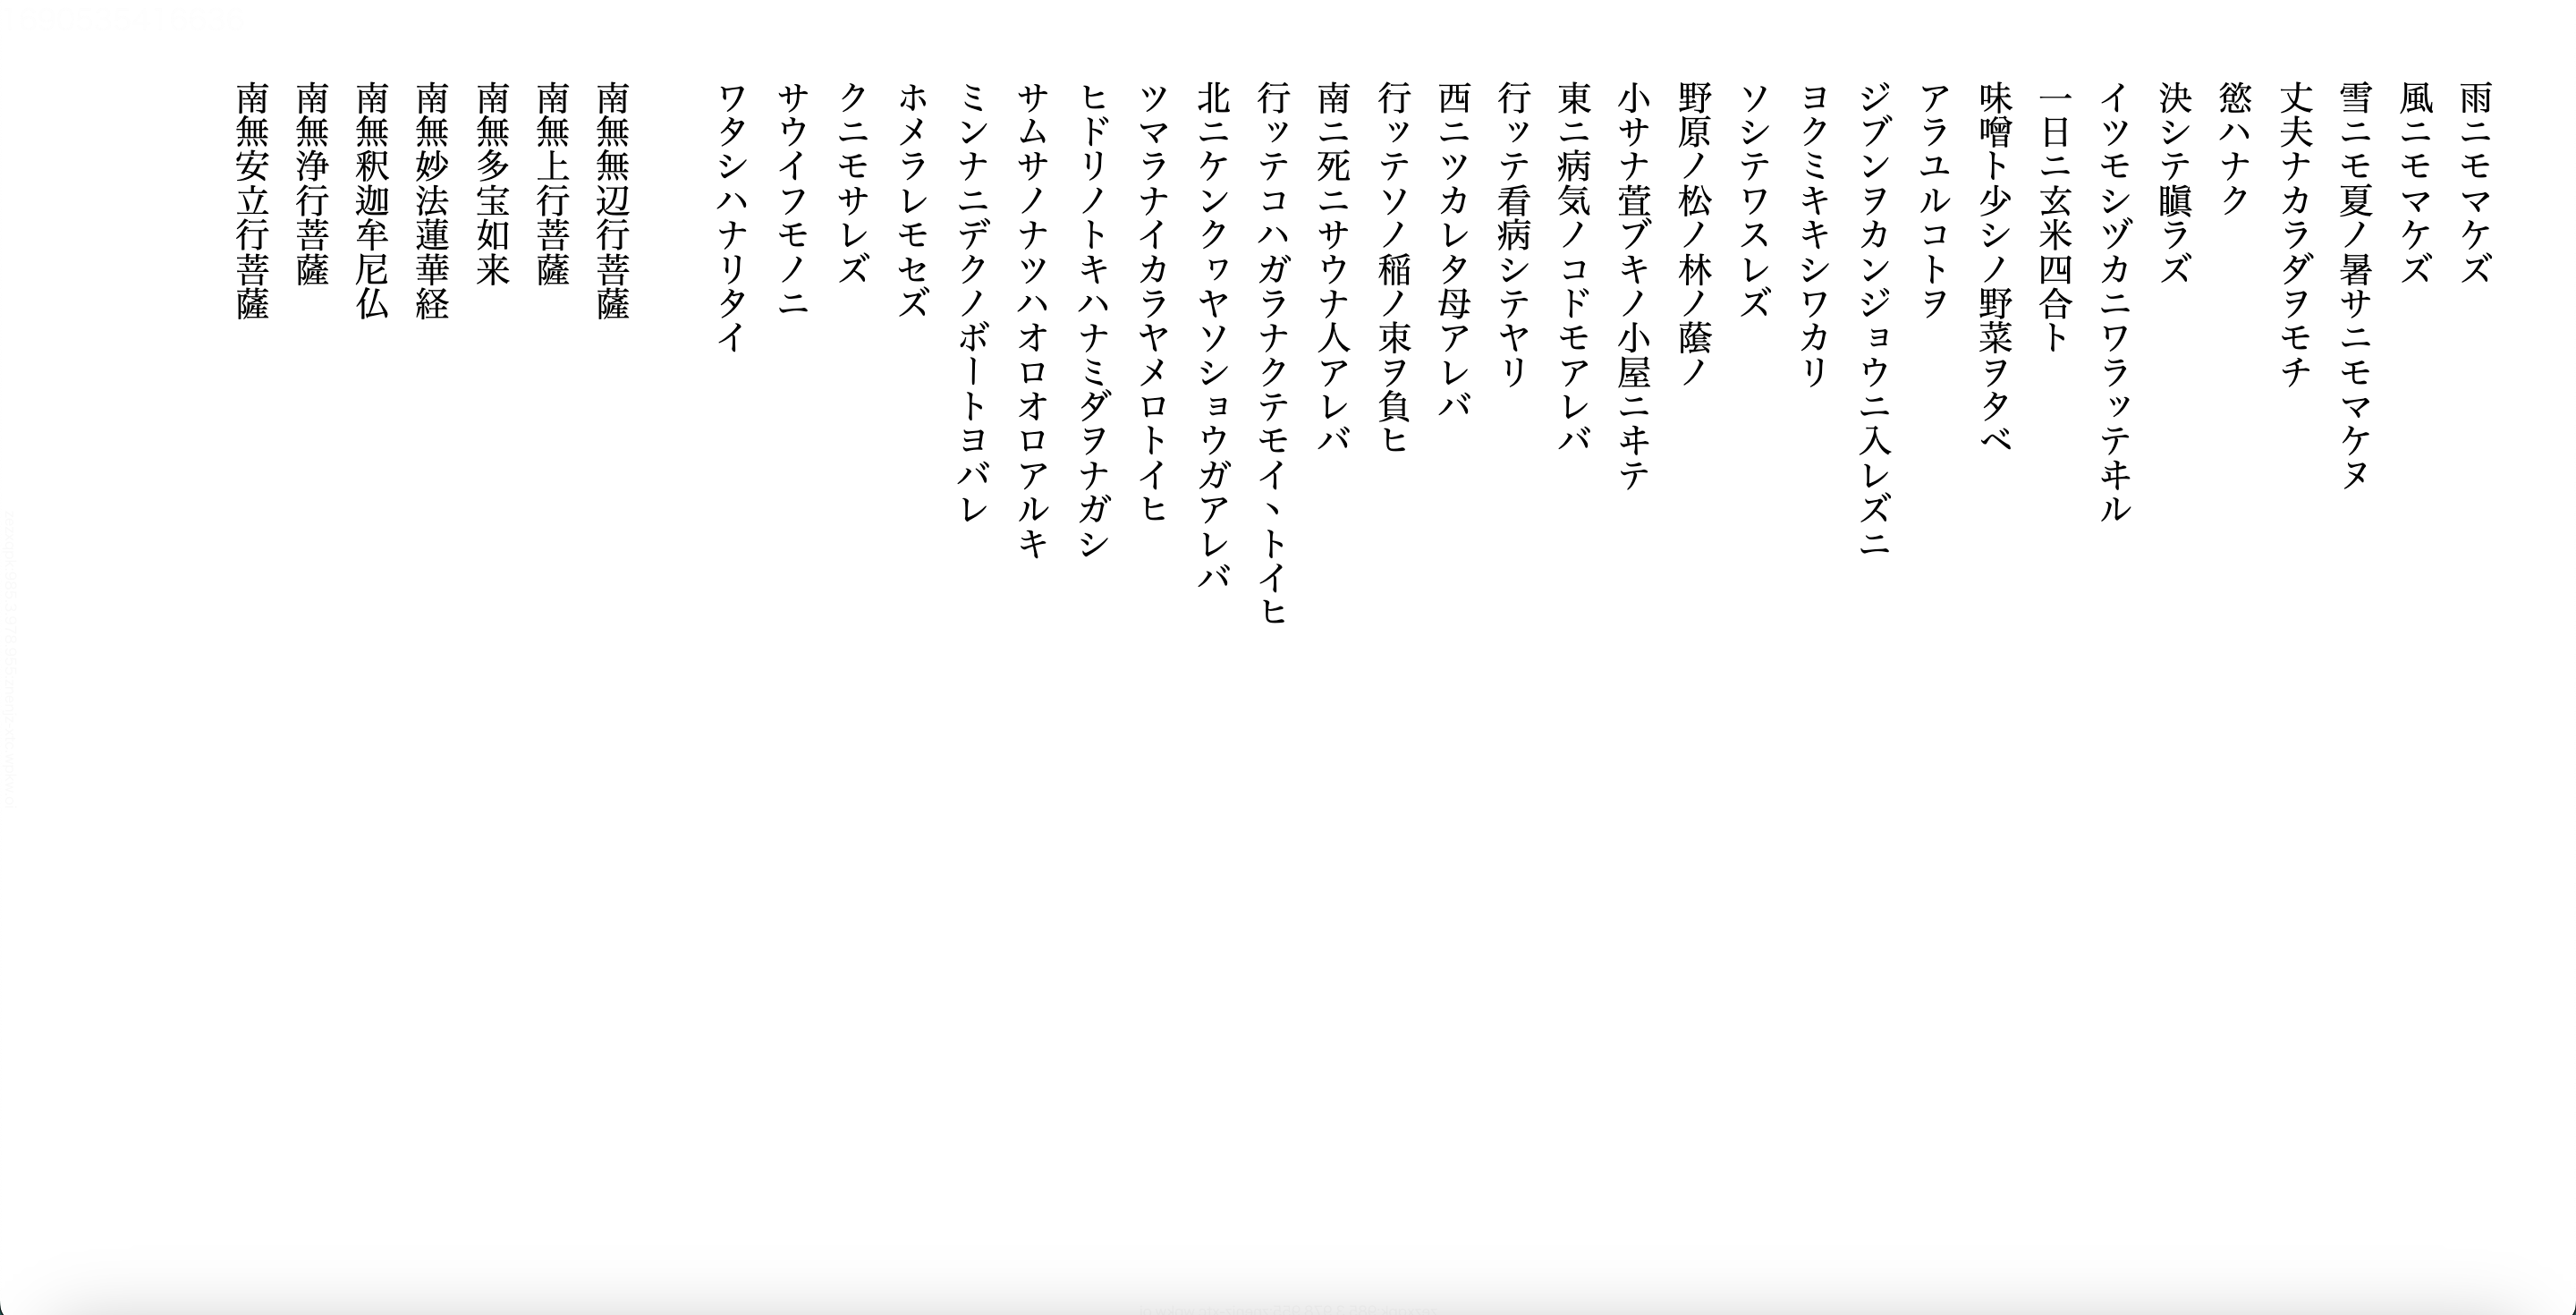 雨ニモマケズ
風ニモマケズ
雪ニモ夏ノ暑サニモマケヌ
丈夫ナカラダヲモチ
慾ハナク
決シテ瞋ラズ
イツモシヅカニワラッテヰル
一日ニ玄米四合ト
味噌ト少シノ野菜ヲタベ
アラユルコトヲ
ジブンヲカンジョウニ入レズニ
ヨクミキキシワカリ
ソシテワスレズ
野原ノ松ノ林ノ蔭ノ
小サナ萓ブキノ小屋ニヰテ
東ニ病気ノコドモアレバ
行ッテ看病シテヤリ
西ニツカレタ母アレバ
行ッテソノ稲ノ朿ヲ負ヒ
南ニ死ニサウナ人アレバ
行ッテコハガラナクテモイヽトイヒ
北ニケンクヮヤソショウガアレバ
ツマラナイカラヤメロトイヒ
ヒドリノトキハナミダヲナガシ
サムサノナツハオロオロアルキ
ミンナニデクノボートヨバレ
ホメラレモセズ
クニモサレズ
サウイフモノニ
ワタシハナリタイ
南無無辺行菩薩
南無上行菩薩
南無多宝如来
南無妙法蓮華経
南無釈迦牟尼仏
南無浄行菩薩
南無安立行菩薩